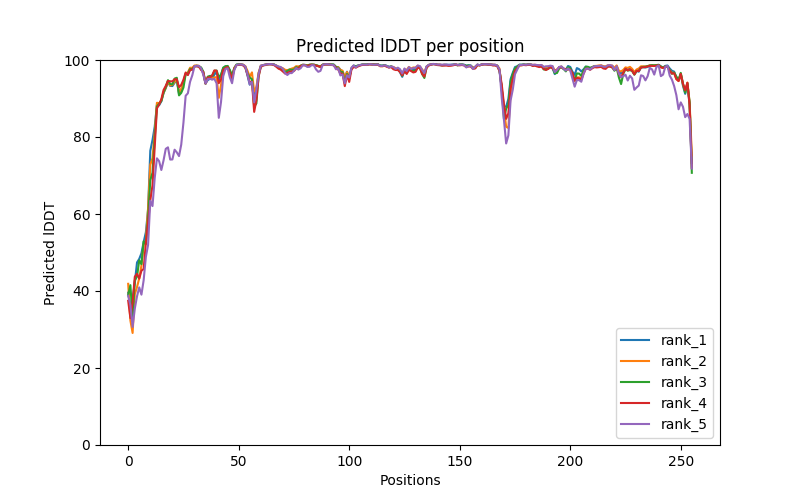 Predicted lDDT per position
100
80
60
40
20
0
Predicted lDDT
0 50 100 150 200 250
Positions
rank_1
rank_2
rank_3
rank_4
rank_5